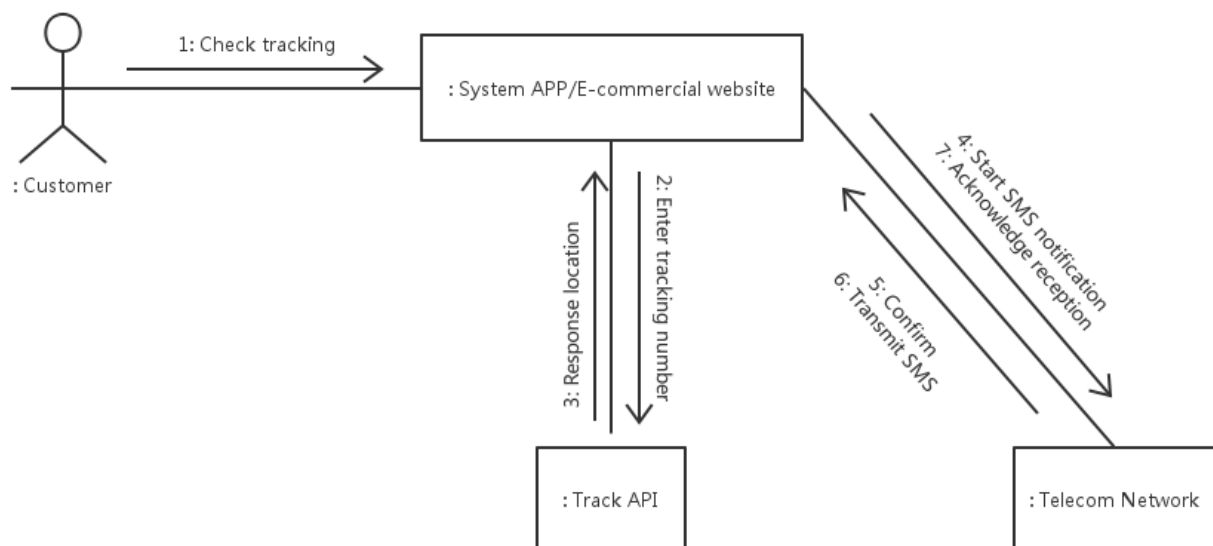 1: Check tracking
: System APP/E-commercial website
: Customer
2: Enter tracking number
3: Response location
4: Start SMS notification
7: Acknowledge reception
5: Confirm
6: Transmit SMS
: Track API
: Telecom Network